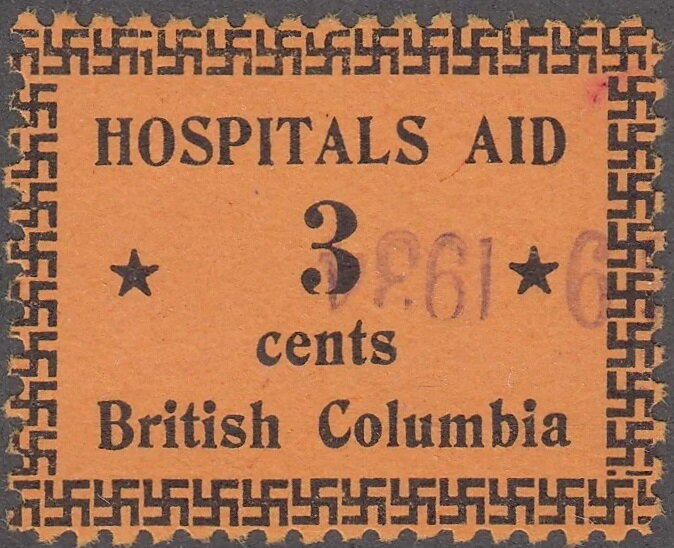 HOSPITALS AID
3
cents
British Columbia